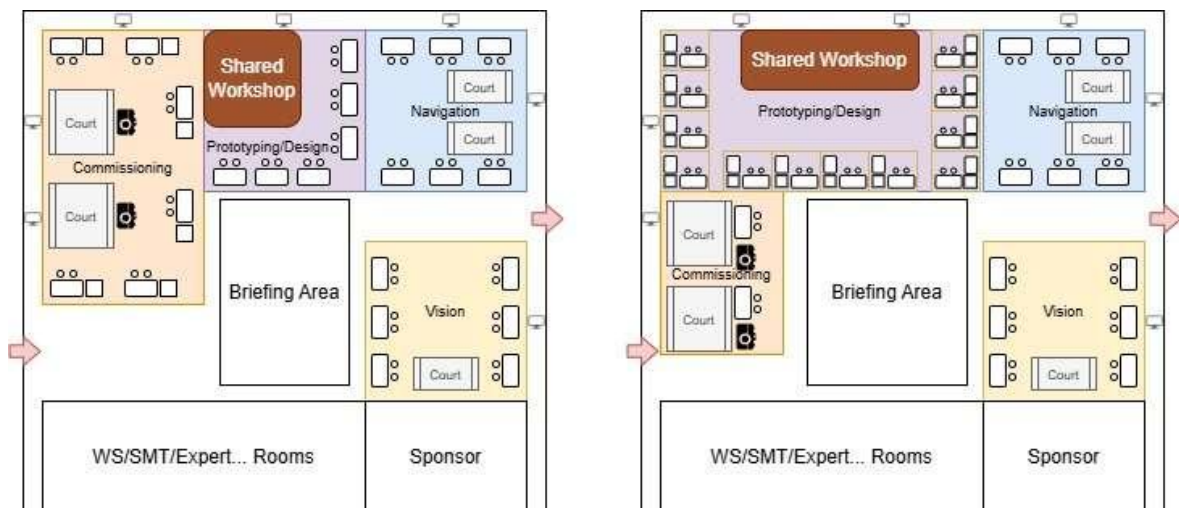 Shared
Workshop
Court
Court
Navigation
Court
Prototyping/Design
Commissioning
Court
Briefing Area
Vision
Court
WS/SMT/Expert... Rooms
Sponsor
Shared Workshop
Court
Navigation
Prototyping/Design
Court
Court
Commissioning
Briefing Area
Vision
Court
Court
WS/SMT/Expert... Rooms
Sponsor